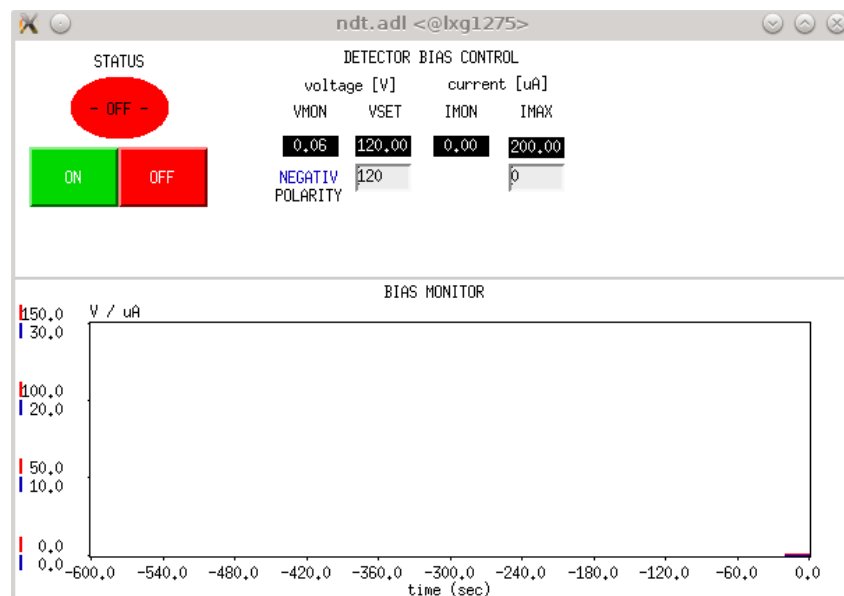 ndt.adl <@lxg1275>
STATUS
- OFF -
ON OFF
DETECTOR BIAS CONTROL
voltage [V] current [uA]
VMON VSET IMON IMAX
0.06 120.00 0.00 200.00
NEGATIV 120 0
POLARITY
BIAS MONITOR
V / uA
150.0
30.0
100.0
20.0
50.0
10.0
0.0
0.0
-600.0 -540.0 -480.0 -420.0 -360.0 -300.0 -240.0 -180.0 -120.0 -60.0 0.0
time (sec)